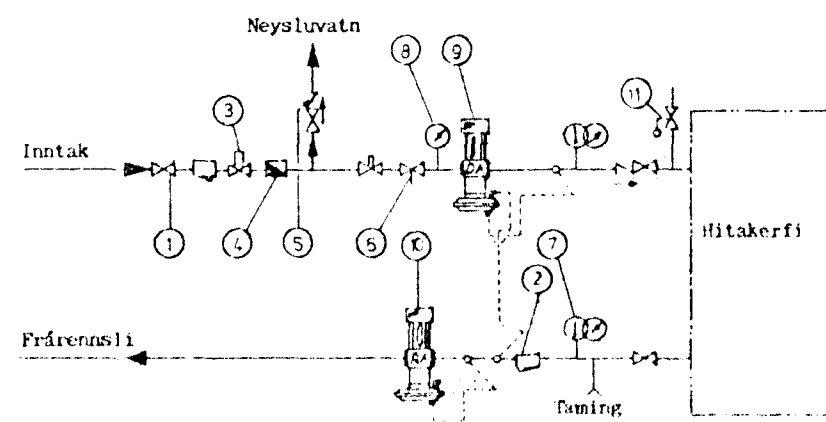 Neysluvatn
8
9
3
11
Inntak
1
4
5
6
10
Hitakerfi
7
2
Frárennsli
Tæming